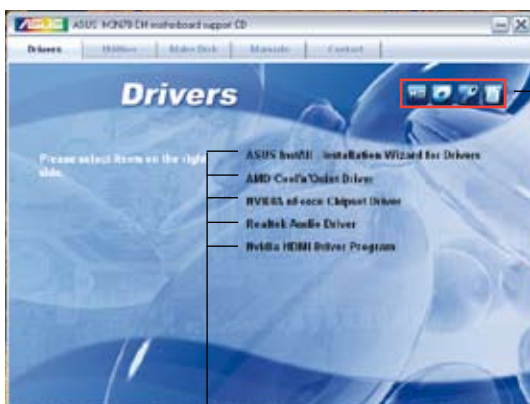 ASUS M3N78 EH motherboard support CD
Drivers Utilities Make Disk Manuals Contact
Drivers
Please select items on the right side.
ASUS InstAll - Installation Wizard for Drivers
AMD Cool'n'Quiet Driver
NVIDIA nForce Chipset Driver
Realtek Audio Driver
Nvidia HDMI Driver Program